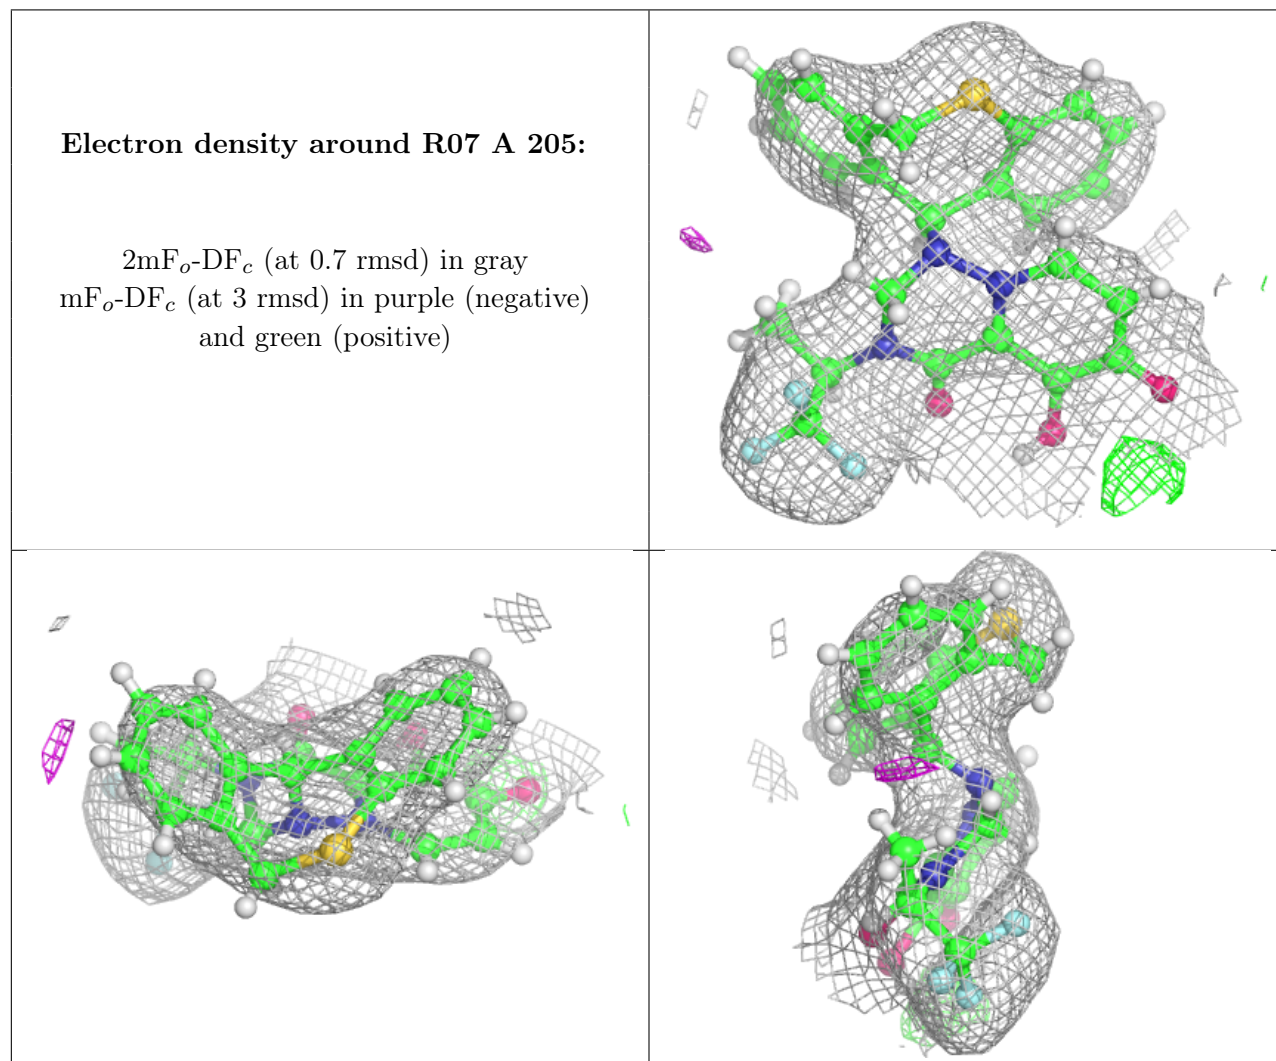 Electron density around R07 A 205:
2mFo-DFc (at 0.7 rmsd) in gray
mFo-DFc (at 3 rmsd) in purple (negative)
and green (positive)